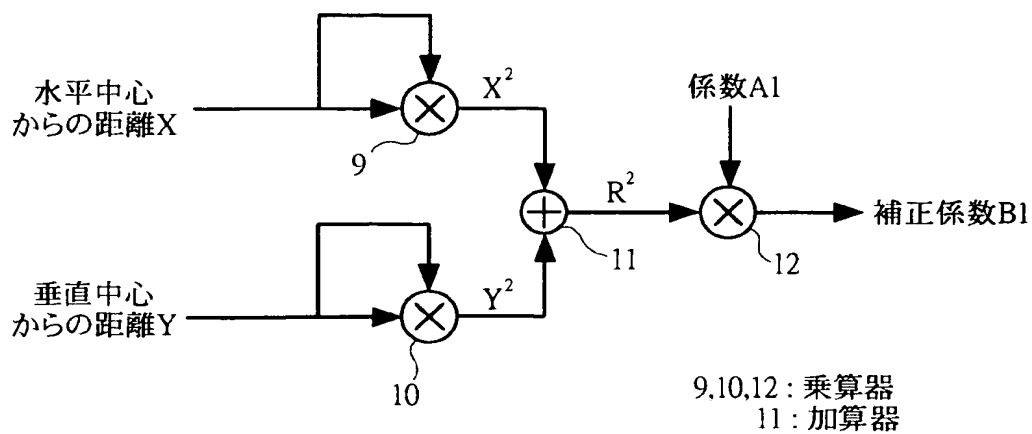 水平中心
からの距離X
9
X²
係数A1
R²
11
12
補正係数B1
垂直中心
からの距離Y
10
Y²
9,10,12 : 乗算器
11 : 加算器